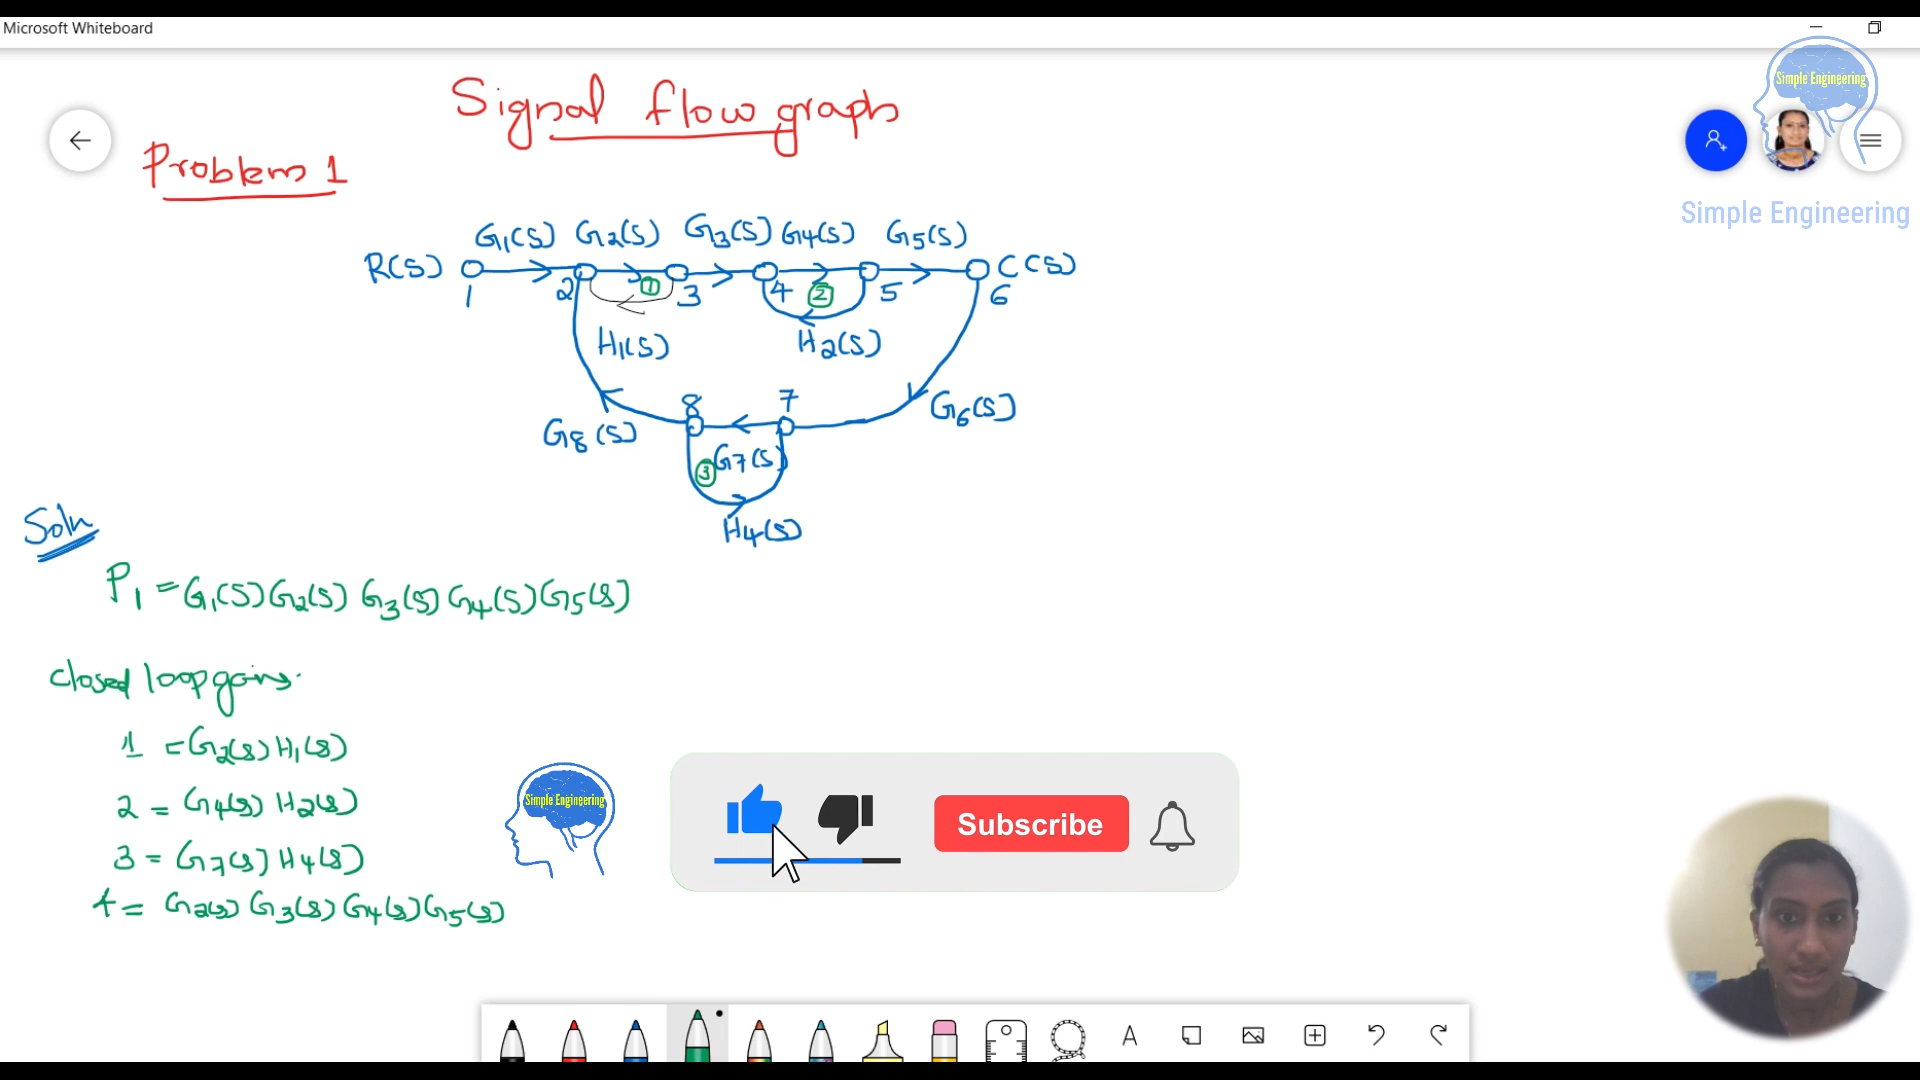 Microsoft Whiteboard
Simple Engineering
Simple Engineering
Signal flow graph
Problem 1
G1(S) G2(S) G3(S) G4(S) G5(S)
R(S) C(S)
1 2 ① 3 4 ② 5 6
H1(S) H2(S)
8 7
G8(S) G6(S)
③ G7(S)
H4(S)
Soln
P1 = G1(S) G2(S) G3(S) G4(S) G5(S)
closed loop gains.
1 = G2(S) H1(S)
2 = G4(S) H2(S)
3 = G7(S) H4(S)
4 = G2(S) G3(S) G4(S) G5(S)
Simple Engineering
Subscribe
A